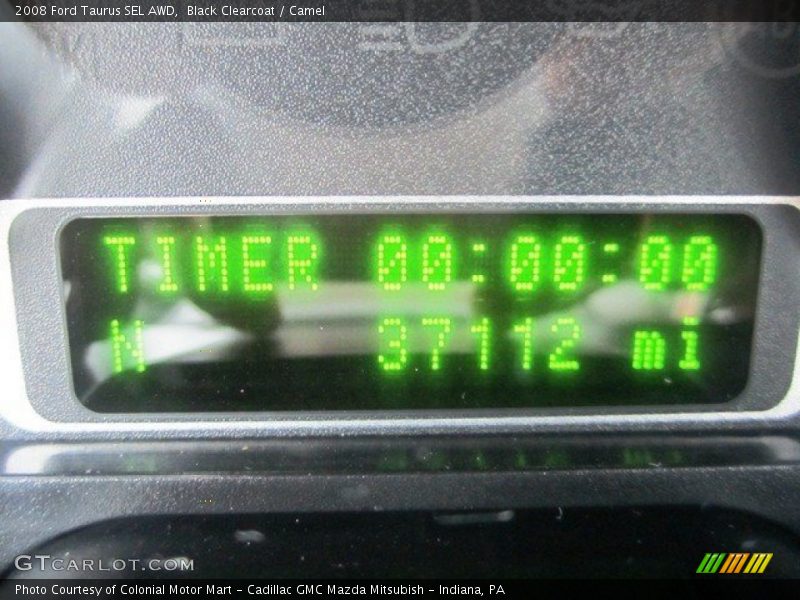 2008 Ford Taurus SEL AWD, Black Clearcoat / Camel
TIMER 00:00:00
N 37112 mi
GTCARLOT.COM
Photo Courtesy of Colonial Motor Mart - Cadillac GMC Mazda Mitsubish - Indiana, PA